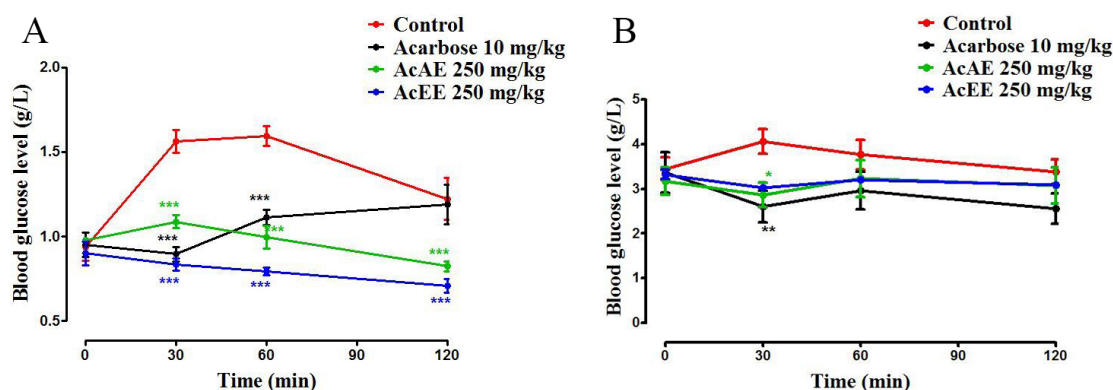 A
Control
Acarbose 10 mg/kg
AcAE 250 mg/kg
AcEE 250 mg/kg
Blood glucose level (g/L)
2.0
1.5
1.0
0.5
***
***
***
***
***
***
***
***
0
30
60
90
120
Time (min)
B
Control
Acarbose 10 mg/kg
AcAE 250 mg/kg
AcEE 250 mg/kg
Blood glucose level (g/L)
5
4
3
2
1
0
*
**
0
30
60
90
120
Time (min)